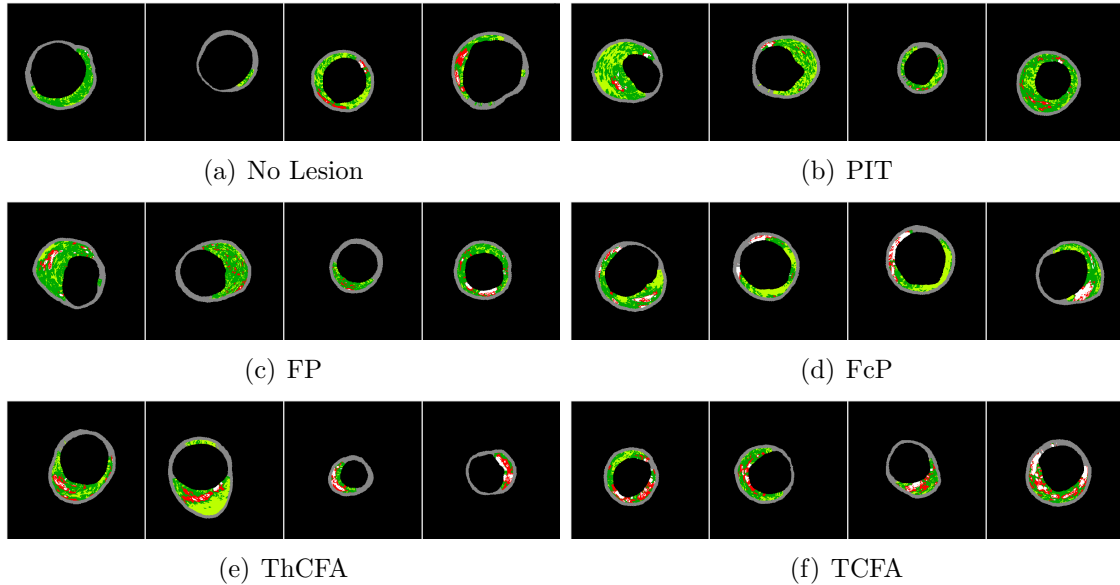 (a) No Lesion
(b) PIT
(c) FP
(d) FcP
(e) ThCFA
(f) TCFA